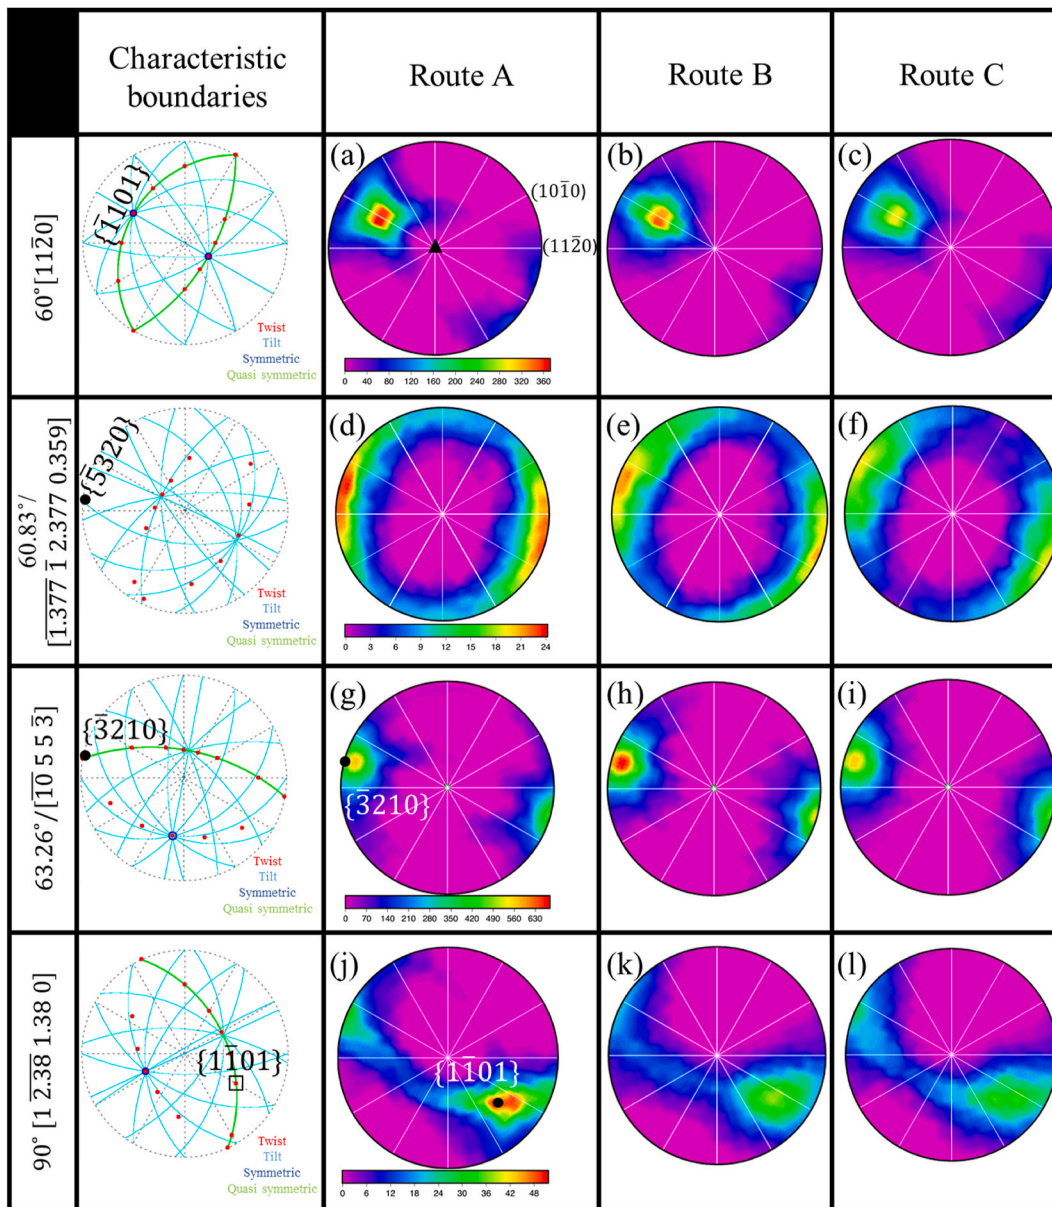 Characteristic
boundaries
Route A
Route B
Route C
60°[112̅0]
{1̅101}
Twist
Tilt
Symmetric
Quasi symmetric
(a)
(101̅0)
(112̅0)
0 40 80 120 160 200 240 280 320 360
(b)
(c)
60.83°/
[1.377̅ 1̅ 2.377 0.359]
{5̅320}
Twist
Tilt
Symmetric
Quasi symmetric
(d)
0 3 6 9 12 15 18 21 24
(e)
(f)
63.26°/[10̅ 5 5 3̅]
{3̅210}
Twist
Tilt
Symmetric
Quasi symmetric
(g)
{3̅210}
0 70 140 210 280 350 420 490 560 630
(h)
(i)
90° [1 2.38̅ 1.38 0]
{11̅01}
Twist
Tilt
Symmetric
Quasi symmetric
(j)
{11̅01}
0 6 12 18 24 30 36 42 48
(k)
(l)